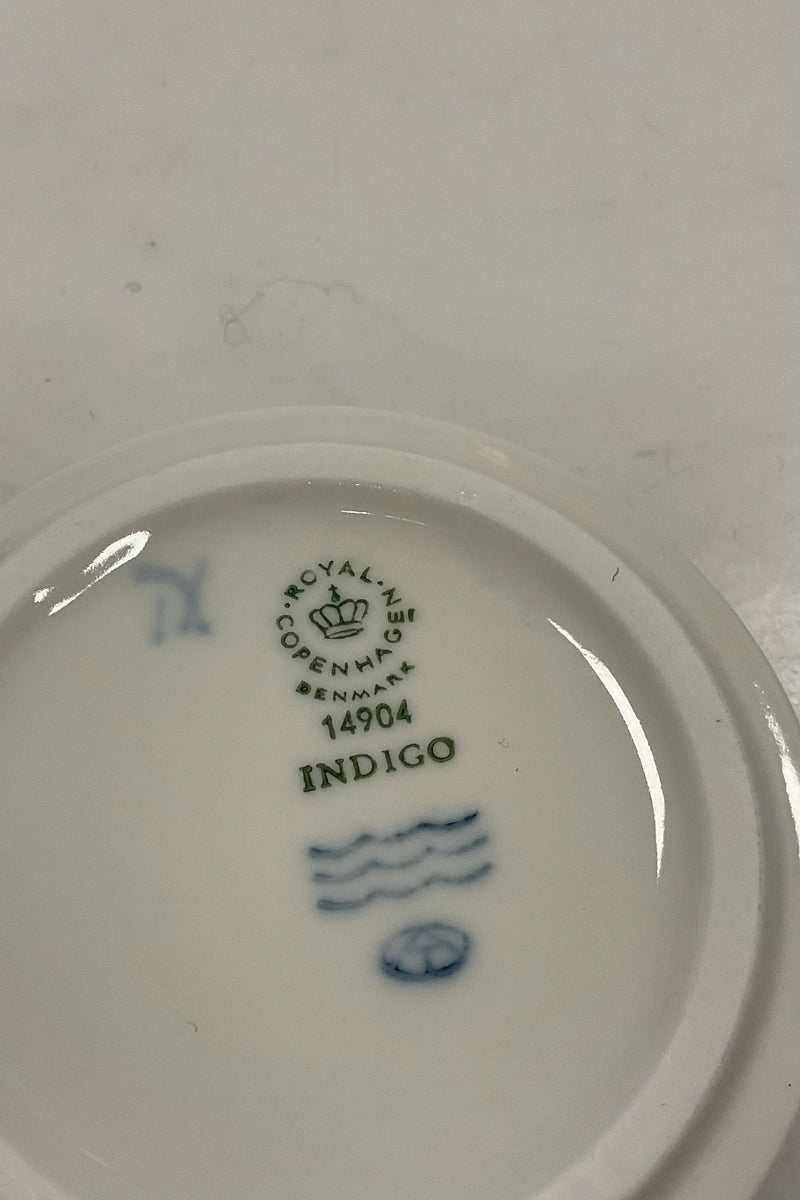 ROYAL · COPENHAGEN
DENMARK
14904
INDIGO